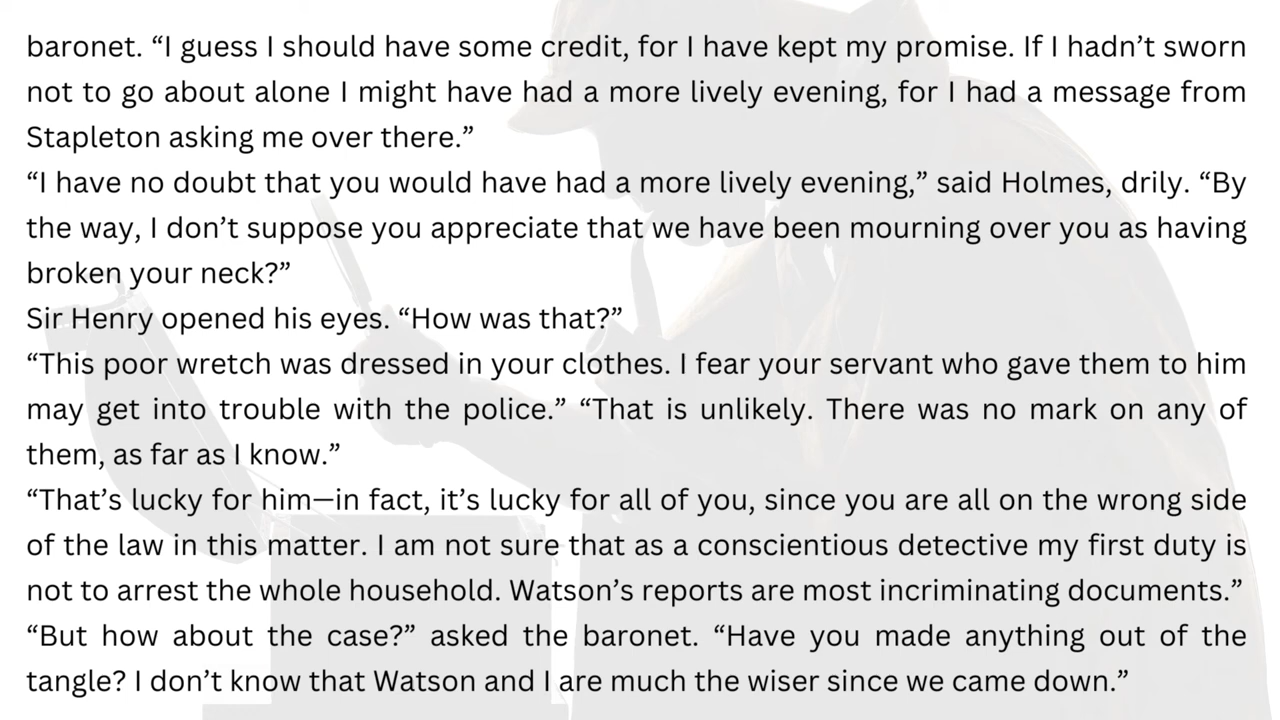 baronet. “I guess I should have some credit, for I have kept my promise. If I hadn’t sworn
not to go about alone I might have had a more lively evening, for I had a message from
Stapleton asking me over there.”
“I have no doubt that you would have had a more lively evening,” said Holmes, drily. “By
the way, I don’t suppose you appreciate that we have been mourning over you as having
broken your neck?”
Sir Henry opened his eyes. “How was that?”
“This poor wretch was dressed in your clothes. I fear your servant who gave them to him
may get into trouble with the police.” “That is unlikely. There was no mark on any of
them, as far as I know.”
“That’s lucky for him—in fact, it’s lucky for all of you, since you are all on the wrong side
of the law in this matter. I am not sure that as a conscientious detective my first duty is
not to arrest the whole household. Watson’s reports are most incriminating documents.”
“But how about the case?” asked the baronet. “Have you made anything out of the
tangle? I don’t know that Watson and I are much the wiser since we came down.”